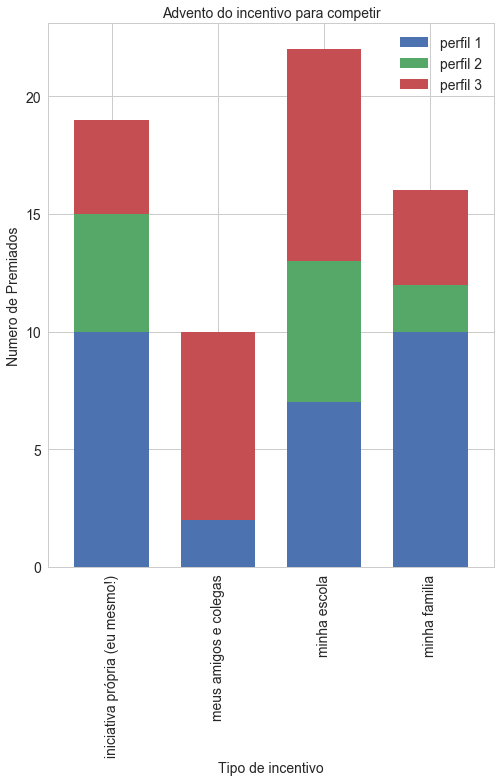 Advento do incentivo para competir
perfil 1
perfil 2
perfil 3
Numero de Premiados
20
15
10
5
0
iniciativa própria (eu mesmo!)
meus amigos e colegas
minha escola
minha familia
Tipo de incentivo